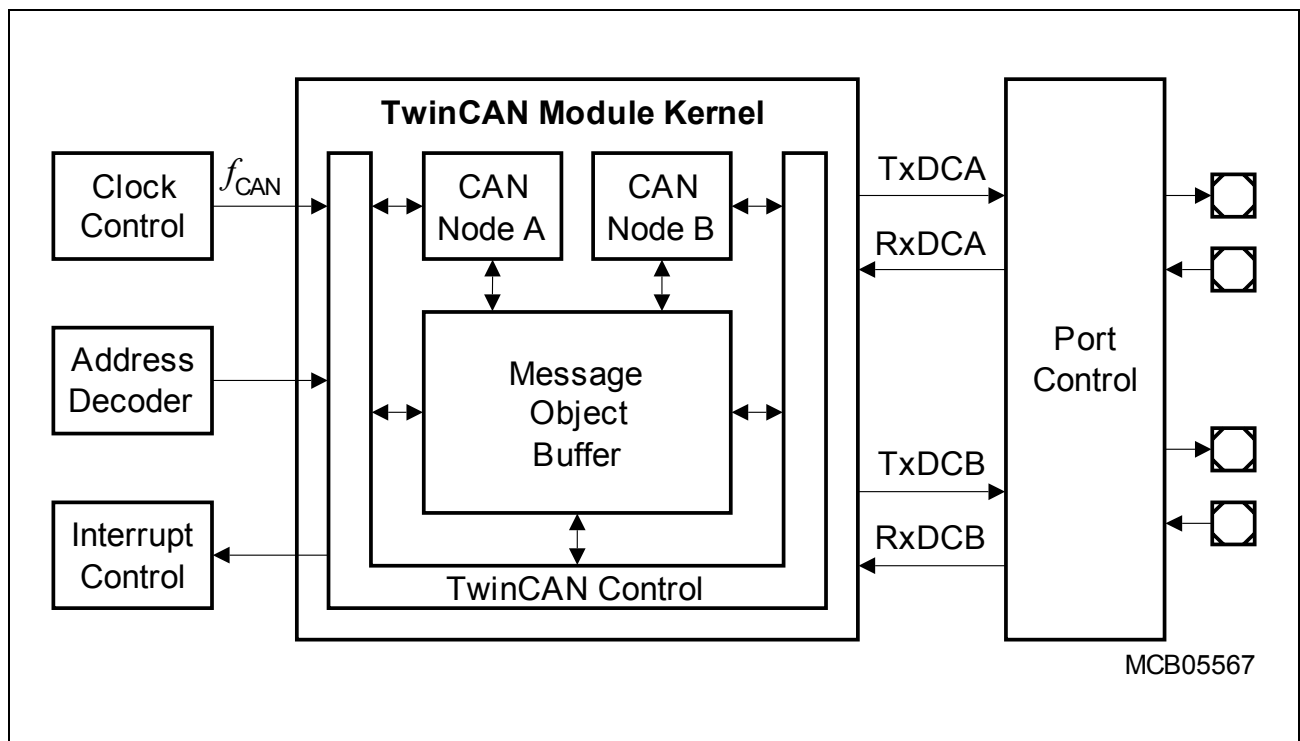 TwinCAN Module Kernel
Clock
Control
fCAN
Address
Decoder
Interrupt
Control
CAN
Node A
CAN
Node B
Message
Object
Buffer
TwinCAN Control
TxDCA
RxDCA
TxDCB
RxDCB
Port
Control
MCB05567